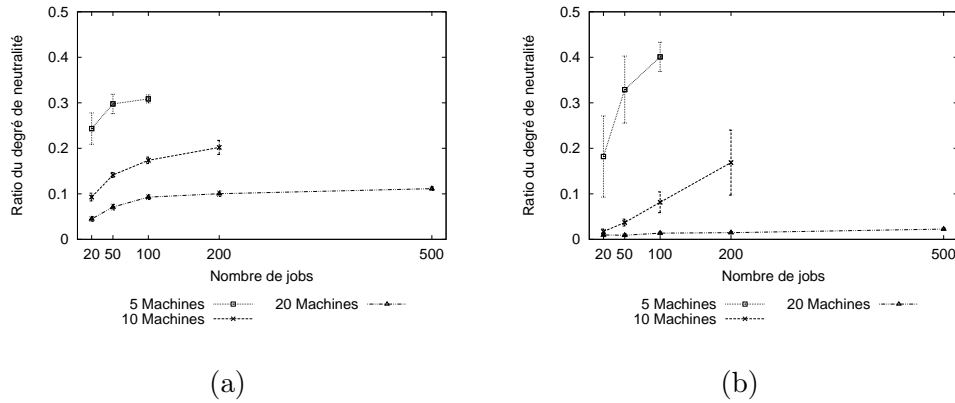 0.5
0.4
0.3
0.2
0.1
0
Ratio du degré de neutralité
20 50 100 200 500
Nombre de jobs
5 Machines 20 Machines
10 Machines
(a)
0.5
0.4
0.3
0.2
0.1
0
Ratio du degré de neutralité
20 50 100 200 500
Nombre de jobs
5 Machines 20 Machines
10 Machines
(b)